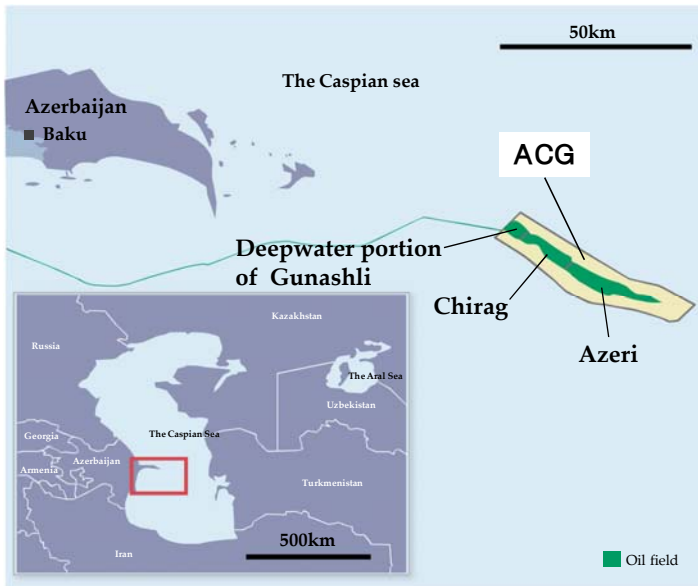 50km
The Caspian sea
Azerbaijan
Baku
ACG
Deepwater portion
of Gunashli
Chirag
Azeri
Kazakhstan
Russia
The Aral Sea
Uzbekistan
The Caspian Sea
Georgia
Azerbaijan
Armenia
Turkmenistan
Iran
500km
Oil field